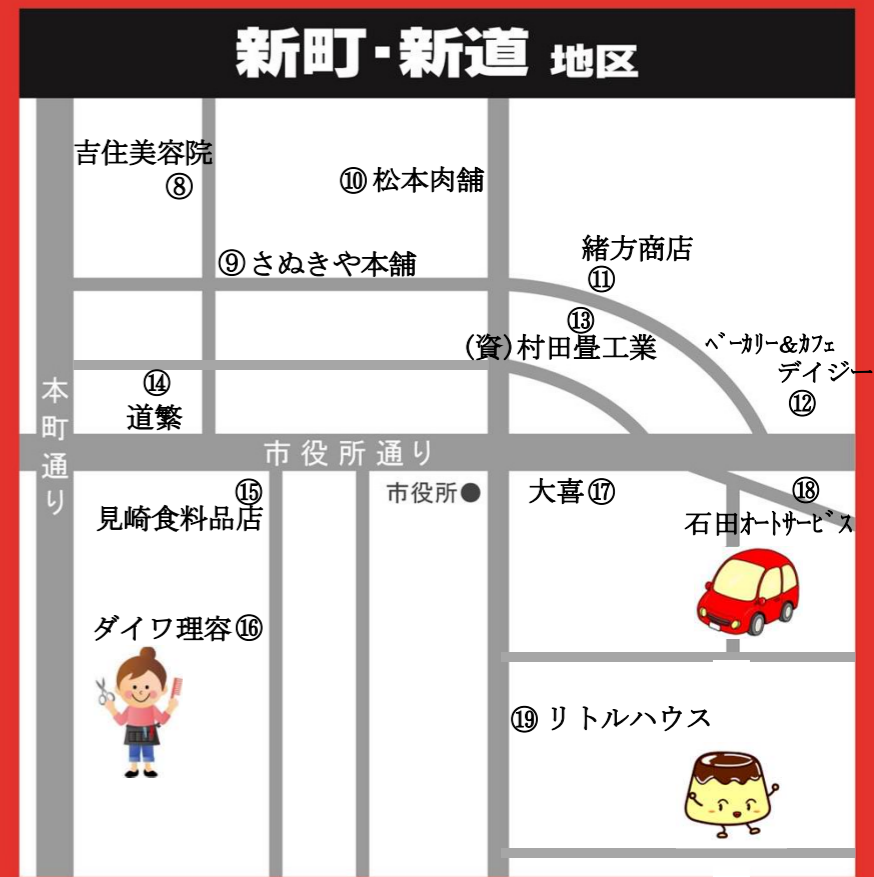 新町・新道 地区
吉住美容院
⑧
⑩ 松本肉舗
⑨ さぬきや本舗
緒方商店
⑪
⑬
(資)村田畳工業
ﾍﾞｰｶﾘｰ&ｶﾌｪ
デイジー
⑫
⑭
道繁
本町通り
市役所通り
市役所●
⑮
見崎食料品店
大喜⑰
⑱
石田ｵｰﾄｻｰﾋﾞｽ
ダイワ理容⑯
⑲ リトルハウス